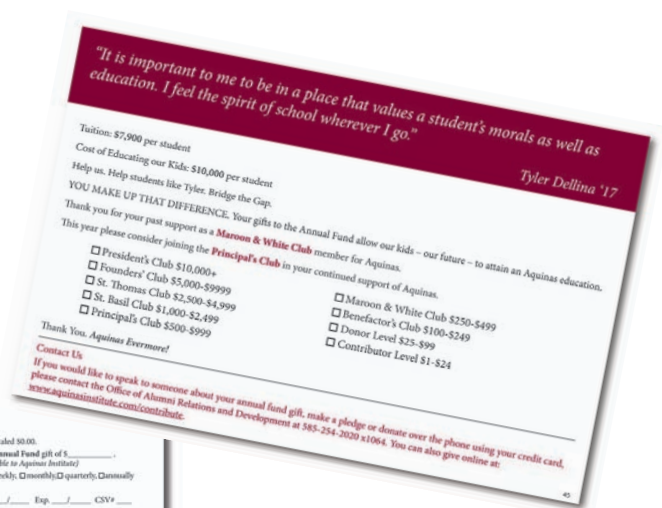 "It is important to me to be in a place that values a student's morals as well as
education. I feel the spirit of school wherever I go."
Tyler Dellina '17
Tuition: $7,900 per student
Cost of Educating our Kids: $10,000 per student
Help us. Help students like Tyler. Bridge the Gap.
YOU MAKE UP THAT DIFFERENCE. Your gifts to the Annual Fund allow our kids – our future – to attain an Aquinas education.
Thank you for your past support as a Maroon & White Club member for Aquinas.
This year please consider joining the Principal's Club in your continued support of Aquinas.
☐ President's Club $10,000+
☐ Founders' Club $5,000-$9999
☐ St. Thomas Club $2,500-$4,999
☐ St. Basil Club $1,000-$2,499
☐ Principal's Club $500-$999
☐ Maroon & White Club $250-$499
☐ Benefactor's Club $100-$249
☐ Donor Level $25-$99
☐ Contributor Level $1-$24
Thank You. Aquinas Evermore!
Contact Us
If you would like to speak to someone about your annual fund gift, make a pledge or donate over the phone using your credit card,
please contact the Office of Alumni Relations and Development at 585-254-2020 x1064. You can also give online at:
www.aquinasinstitute.com/contribute.
45
$0.00.
nnual Fund gift of $________ .
ble to Aquinas Institute)
ekly, ☐ monthly, ☐ quarterly, ☐ annually
/____ Exp. ___/____ CSV# ___